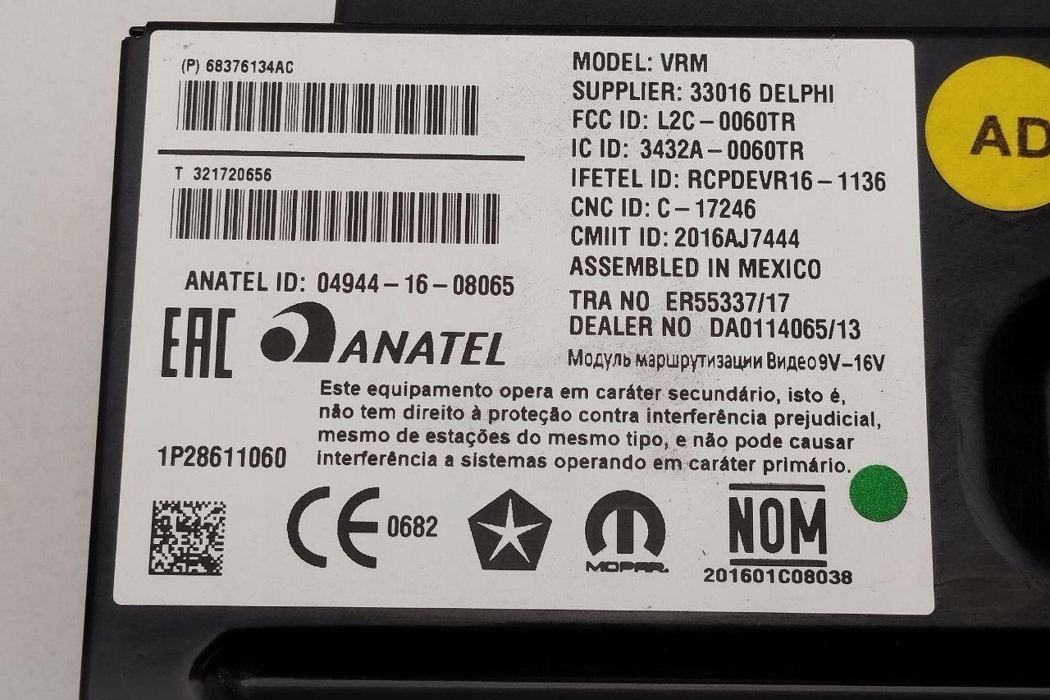 (P) 68376134AC
T 321720656
ANATEL ID: 04944-16-08065
EAC
ANATEL
MODEL: VRM
SUPPLIER: 33016 DELPHI
FCC ID: L2C-0060TR
IC ID: 3432A-0060TR
IFETEL ID: RCPDEVR16-1136
CNC ID: C-17246
CMIIT ID: 2016AJ7444
ASSEMBLED IN MEXICO
TRA NO ER55337/17
DEALER NO DA0114065/13
Модуль маршрутизации Видео 9V-16V
Este equipamento opera em caráter secundário, isto é,
não tem direito à proteção contra interferência prejudicial,
mesmo de estações do mesmo tipo, e não pode causar
interferência a sistemas operando em caráter primário.
1P28611060
CE 0682
MOPAR
NOM
201601C08038
AD